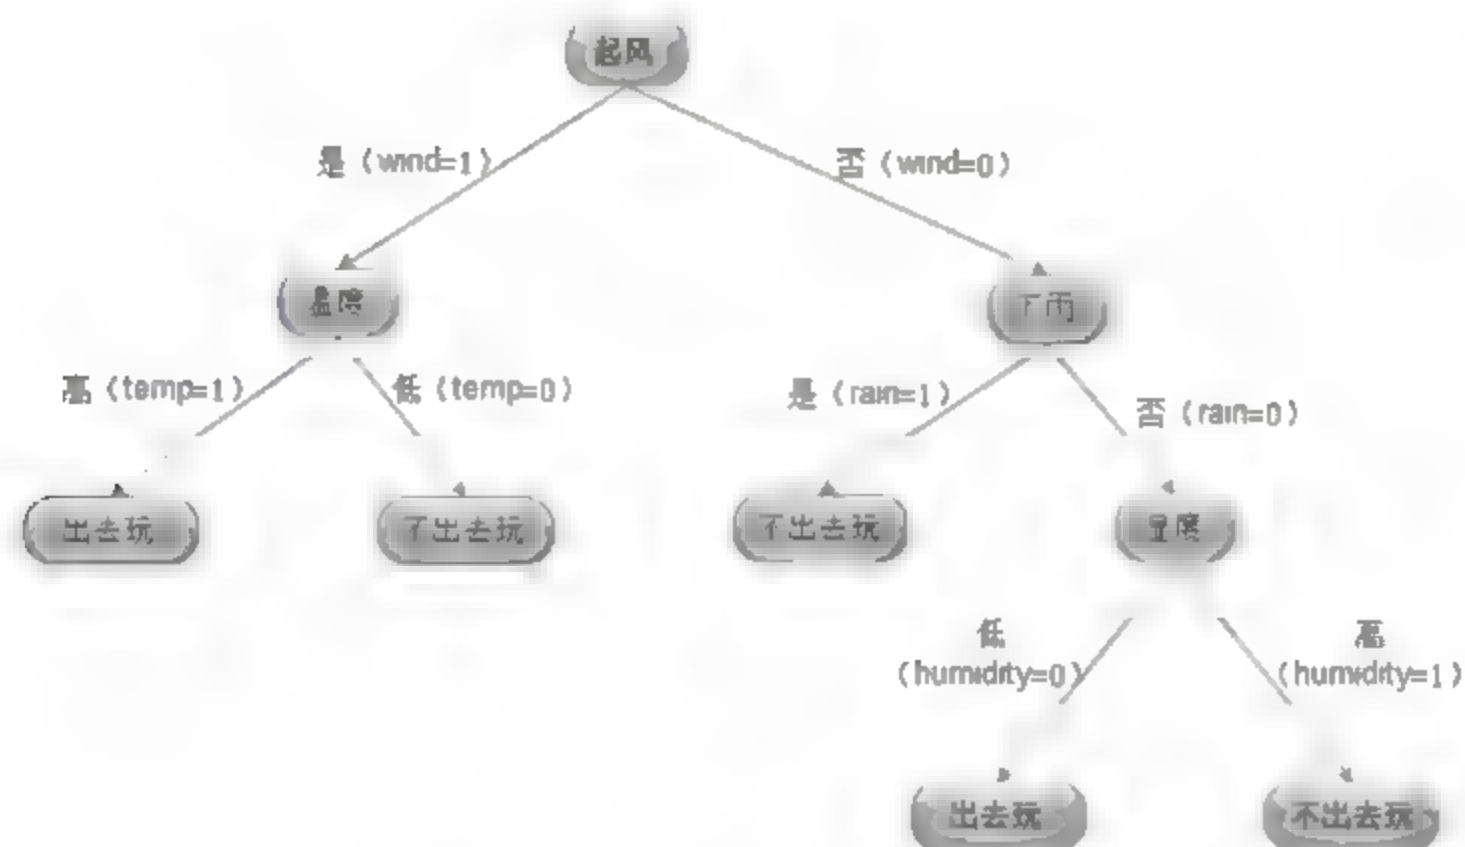 起风
是（wind=1）
否（wind=0）
温度
下雨
高（temp=1）
低（temp=0）
是（rain=1）
否（rain=0）
出去玩
不出去玩
不出去玩
湿度
低
（humidity=0）
高
（humidity=1）
出去玩
不出去玩